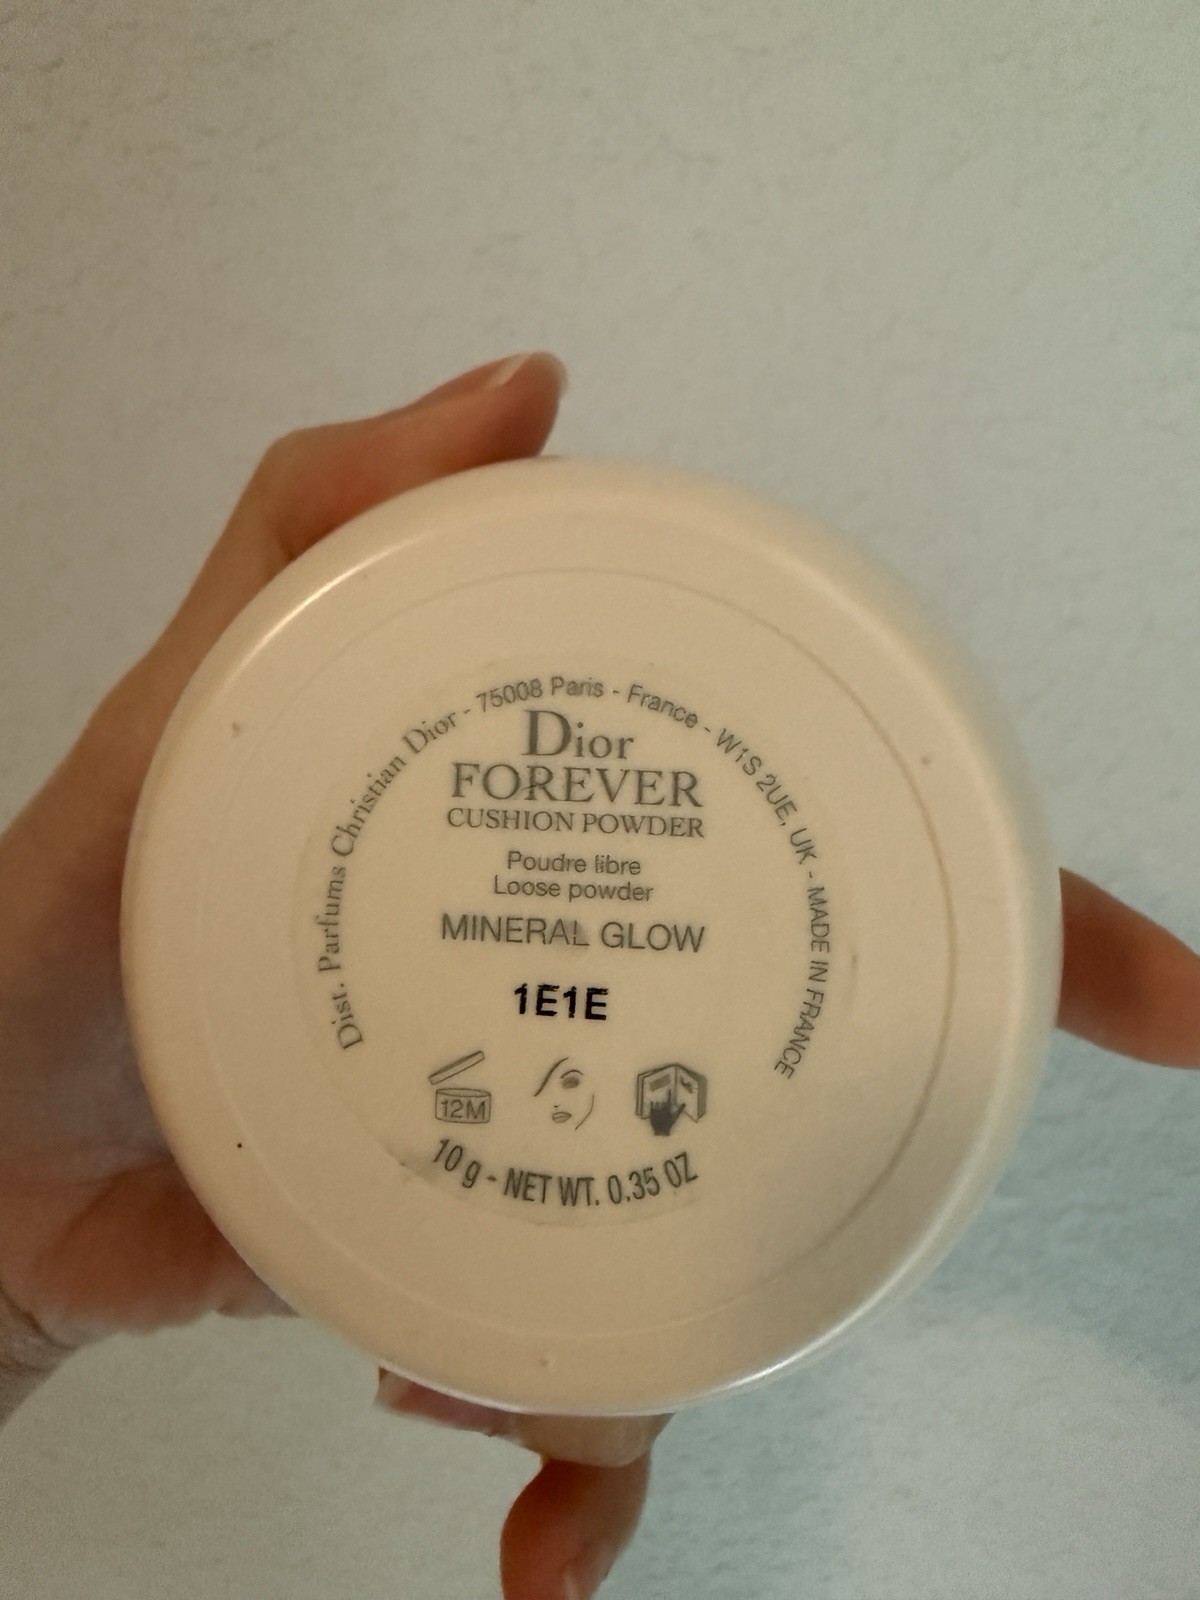 Dist. Parfums Christian Dior - 75008 Paris - France - W1S 2UE, UK - MADE IN FRANCE
Dior
FOREVER
CUSHION POWDER
Poudre libre
Loose powder
MINERAL GLOW
1E1E
12M
10 g - NET WT. 0.35 OZ